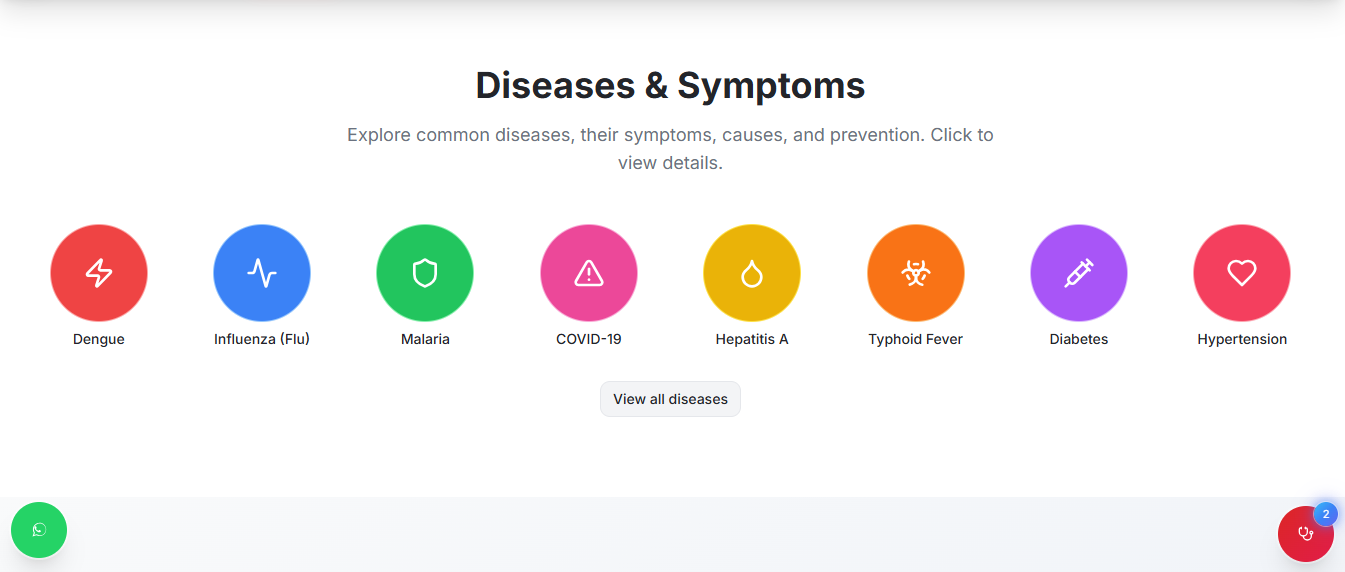 Diseases & Symptoms
Explore common diseases, their symptoms, causes, and prevention. Click to
view details.
Dengue
Influenza (Flu)
Malaria
COVID-19
Hepatitis A
Typhoid Fever
Diabetes
Hypertension
View all diseases
2